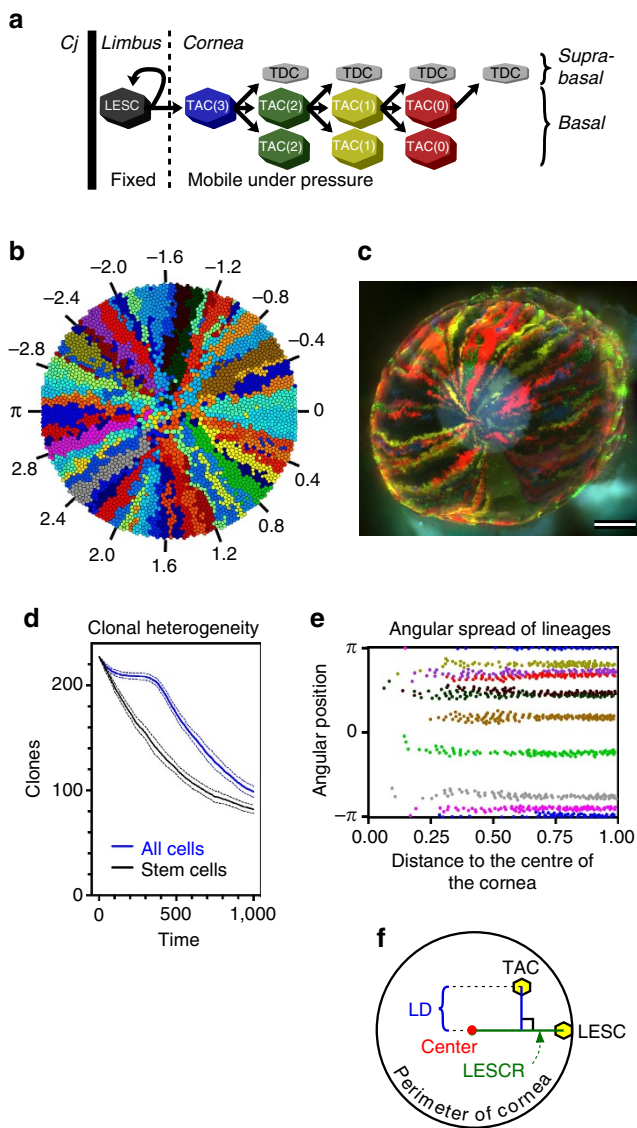 a
Cj Limbus Cornea
TDC TDC TDC TDC
Supra-
basal
LESC TAC(3) TAC(2) TAC(1) TAC(0)
TAC(2) TAC(1) TAC(0)
Basal
Fixed Mobile under pressure
b
−1.6
−2.0 −1.2
−2.4 −0.8
−2.8 −0.4
π 0
2.8 0.4
2.4 0.8
2.0 1.2
1.6
c
d
Clonal heterogeneity
200
100
0
Clones
All cells
Stem cells
0 500 1,000
Time
e
Angular spread of lineages
π
0
−π
Angular position
0.00 0.25 0.50 0.75 1.00
Distance to the centre of
the cornea
f
TAC
LD
LESC
Center
LESCR
Perimeter of cornea